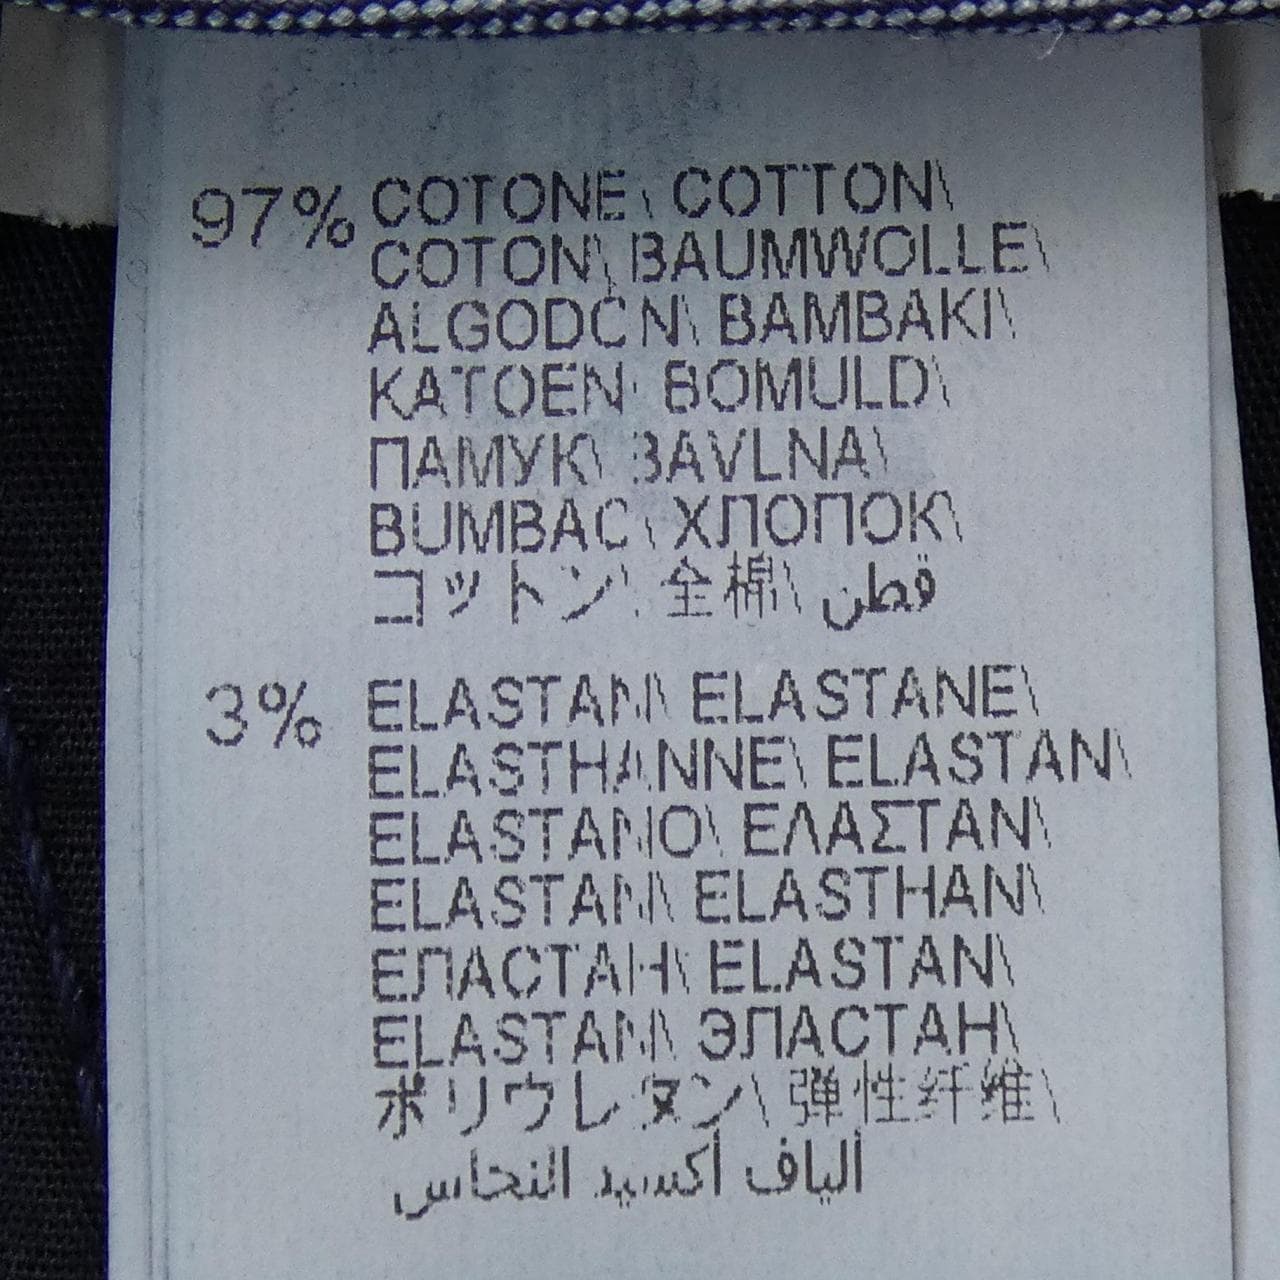 97% COTONE\ COTTON\
COTON\ BAUMWOLLE\
ALGODON\ BAMBAKI\
KATOEN\ BOMULD\
ПАМУК\ BAVLNA\
BUMBAC\ ХЛОПОК\
コットン\ 全棉\ قطن
3% ELASTAN\ ELASTANE\
ELASTHANNE\ ELASTAN\
ELASTANO\ ΕΛΑΣΤΑΝ\
ELASTAN\ ELASTHAN\
ЕЛАСТАН\ ELASTAN\
ELASTAN\ ЭЛАСТАН\
ポリウレタン\ 弹性纤维\
ألياف أكسيد النحاس